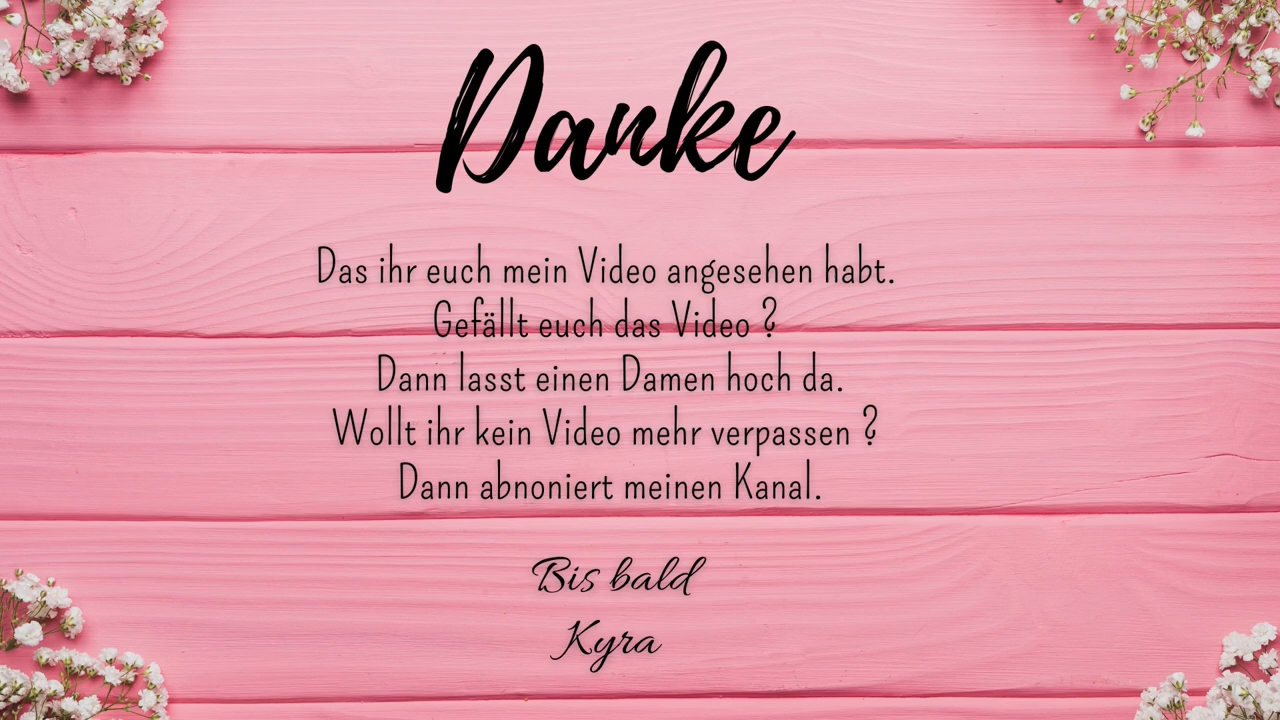 Danke
Das ihr euch mein Video angesehen habt.
Gefällt euch das Video ?
Dann lasst einen Damen hoch da.
Wollt ihr kein Video mehr verpassen ?
Dann abnoniert meinen Kanal.
Bis bald
Kyra